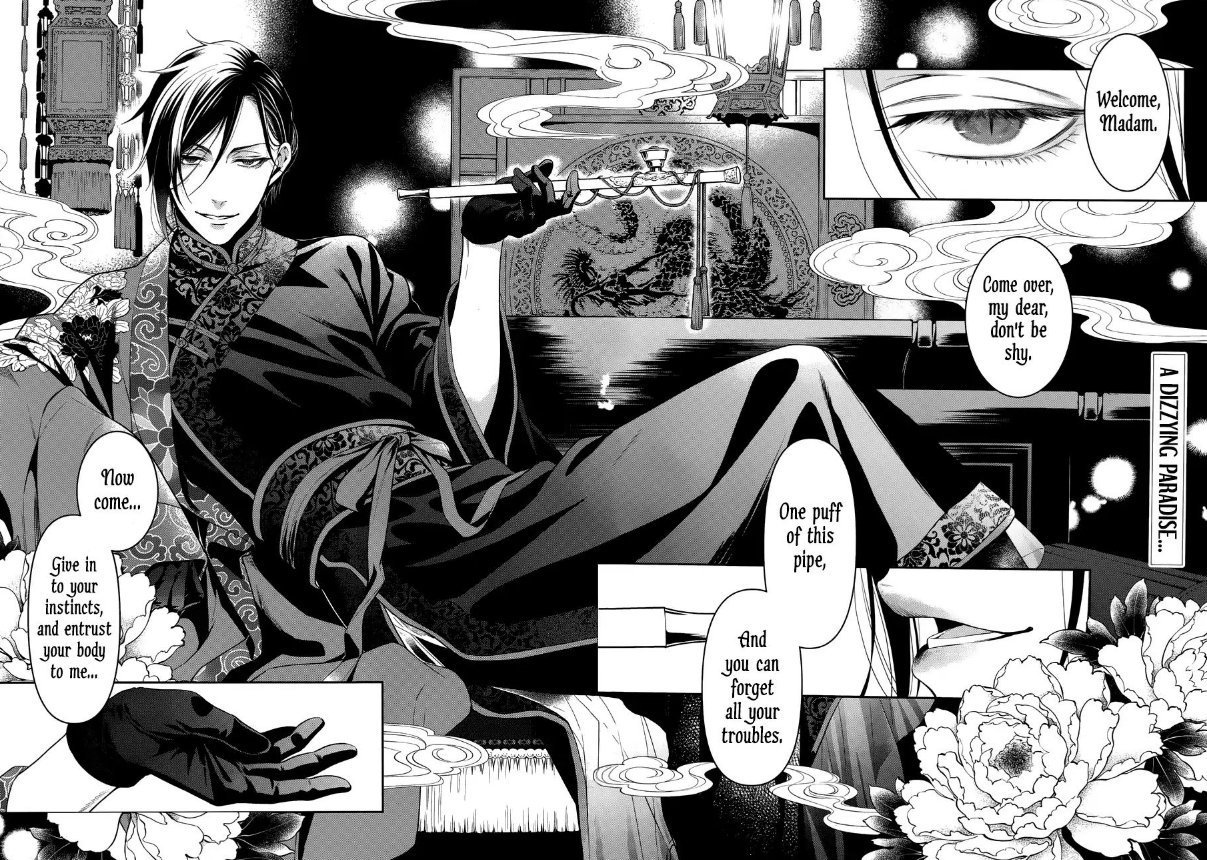 Welcome,
Madam.
Come over,
my dear,
don't be
shy.
A DIZZYING PARADISE...
One puff
of this
pipe,
And
you can
forget
all your
troubles.
Now
come...
Give in
to your
instincts,
and entrust
your body
to me...